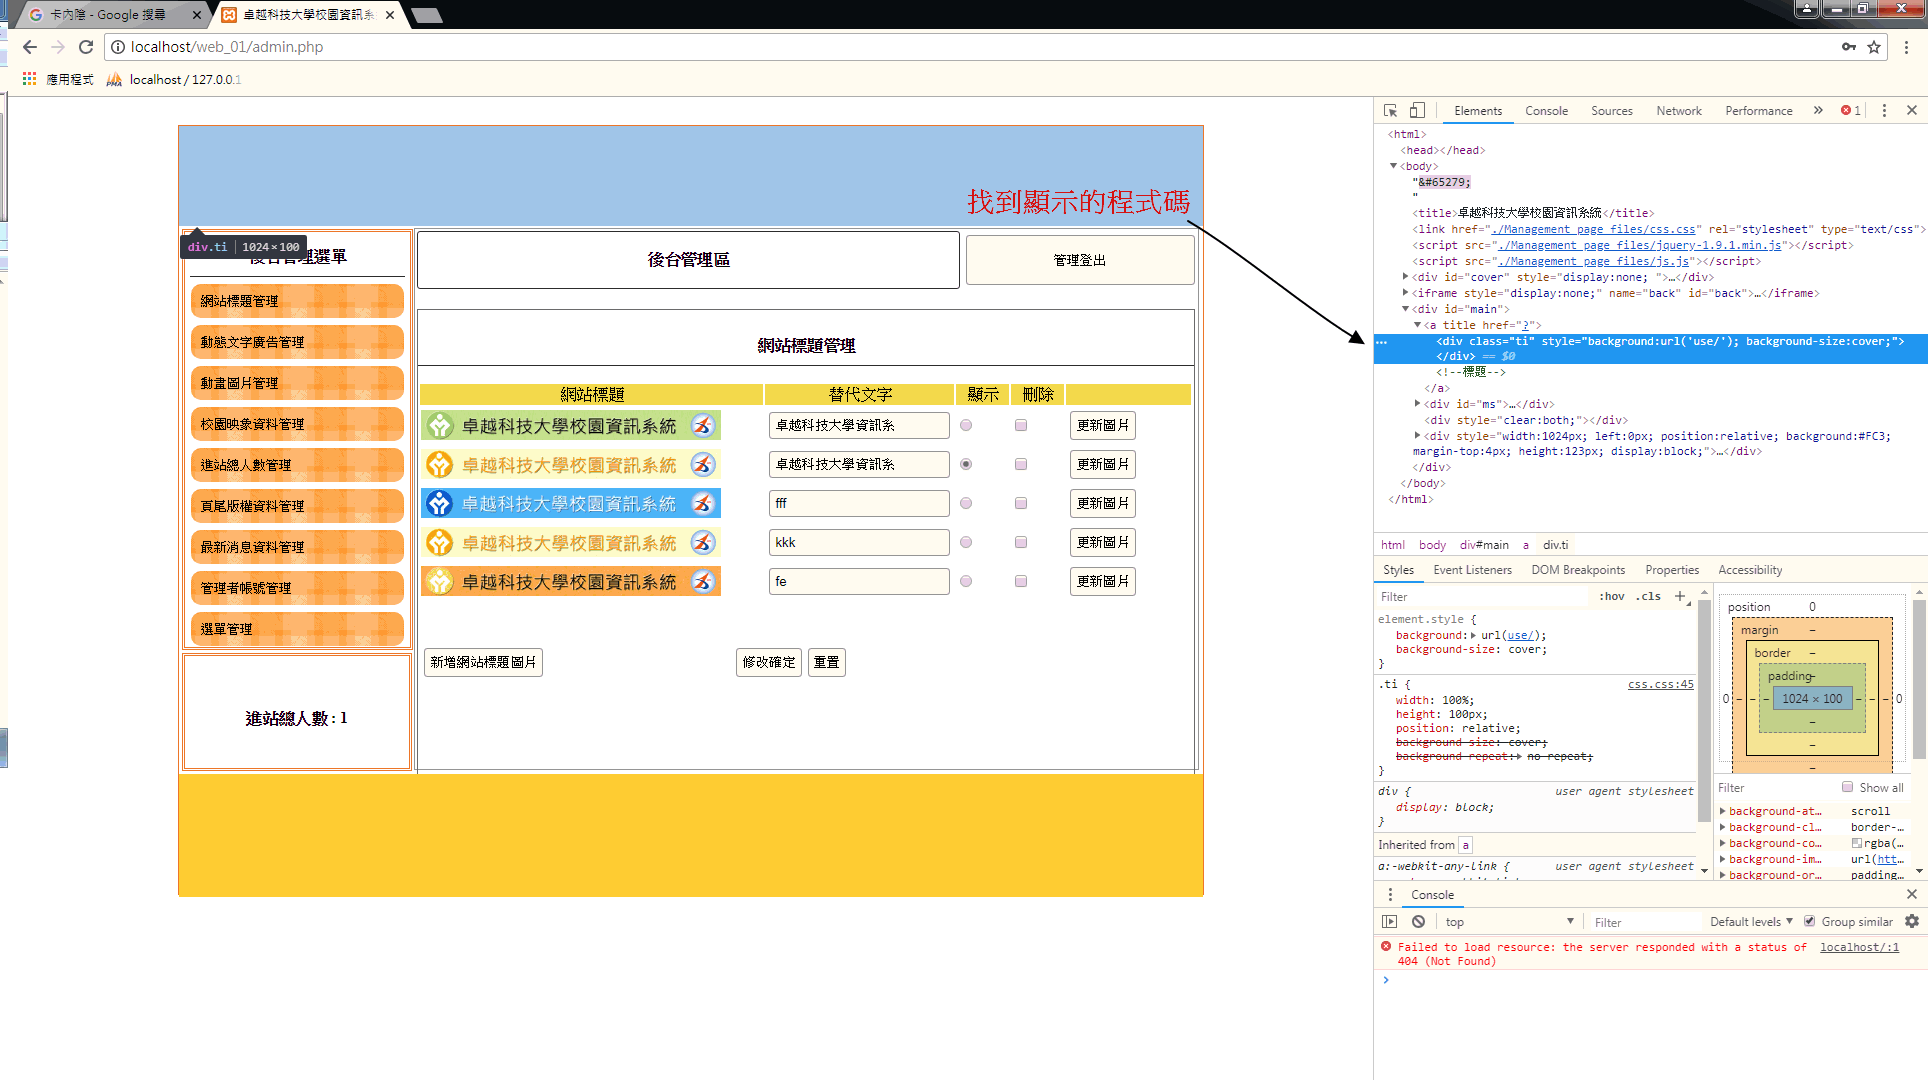 卡內陰 - Google 搜尋
卓越科技大學校園資訊系
localhost/web_01/admin.php
應用程式
localhost / 127.0.0.1
找到顯示的程式碼
div.ti | 1024×100
後台管理選單
網站標題管理
動態文字廣告管理
動畫圖片管理
校園映象資料管理
進站總人數管理
頁尾版權資料管理
最新消息資料管理
管理者帳號管理
選單管理
進站總人數 : 1
後台管理區
管理登出
網站標題管理
網站標題 替代文字 顯示 刪除
卓越科技大學校園資訊系統 卓越科技大學資訊系 更新圖片
卓越科技大學校園資訊系統 卓越科技大學資訊系 更新圖片
卓越科技大學校園資訊系統 fff 更新圖片
卓越科技大學校園資訊系統 kkk 更新圖片
卓越科技大學校園資訊系統 fe 更新圖片
新增網站標題圖片 修改確定 重置
Elements Console Sources Network Performance » 1
<html>
<head></head>
<body>
"&#65279;
"
<title>卓越科技大學校園資訊系統</title>
<link href="./Management page files/css.css" rel="stylesheet" type="text/css">
<script src="./Management page files/jquery-1.9.1.min.js"></script>
<script src="./Management page files/js.js"></script>
<div id="cover" style="display:none; ">…</div>
<iframe style="display:none;" name="back" id="back">…</iframe>
<div id="main">
<a title href="?">
<div class="ti" style="background:url('use/'); background-size:cover;">
</div> == $0
<!--標題-->
</a>
<div id="ms">…</div>
<div style="clear:both;"></div>
<div style="width:1024px; left:0px; position:relative; background:#FC3;
margin-top:4px; height:123px; display:block;">…</div>
</div>
</body>
</html>
html body div#main a div.ti
Styles Event Listeners DOM Breakpoints Properties Accessibility
Filter :hov .cls +
element.style {
background: url(use/);
background-size: cover;
}
.ti { css.css:45
width: 100%;
height: 100px;
position: relative;
background-size: cover;
background-repeat: no-repeat;
}
div { user agent stylesheet
display: block;
}
Inherited from a
a:-webkit-any-link { user agent stylesheet
position 0
margin –
border –
padding –
0 – – – 1024 × 100 – – – 0
–
–
–
Filter Show all
background-at… scroll
background-cl… border-…
background-co… rgba(…
background-im… url(htt…
background-or… padding…
Console
top Filter Default levels Group similar
Failed to load resource: the server responded with a status of localhost/:1
404 (Not Found)